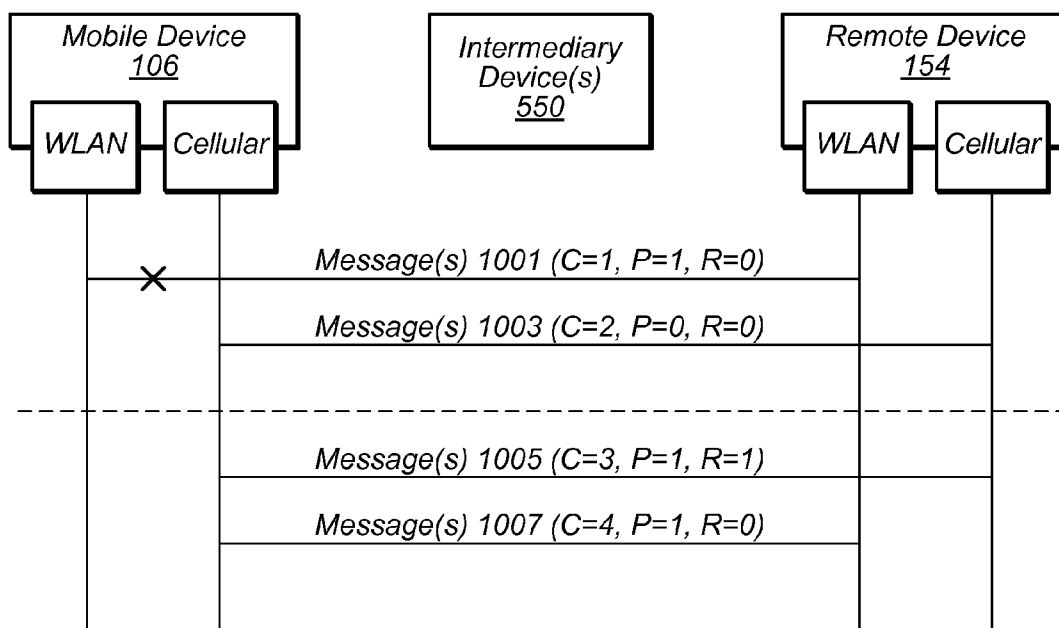 Mobile Device
106
WLAN
Cellular
Intermediary
Device(s)
550
Remote Device
154
WLAN
Cellular
Message(s) 1001 (C=1, P=1, R=0)
Message(s) 1003 (C=2, P=0, R=0)
Message(s) 1005 (C=3, P=1, R=1)
Message(s) 1007 (C=4, P=1, R=0)